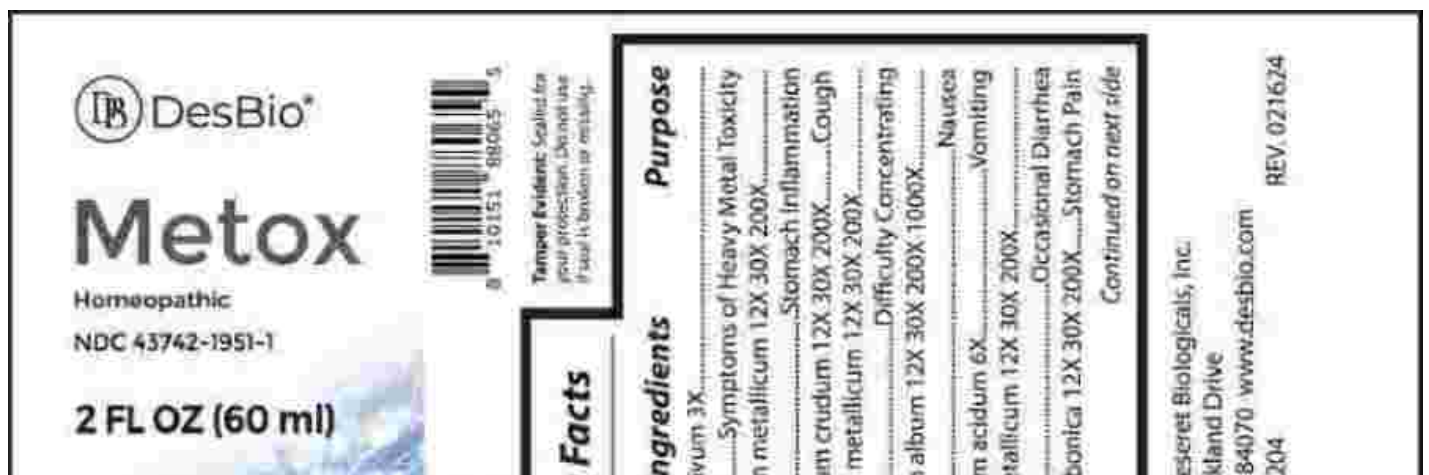 DB DesBio®
Metox
Homeopathic
NDC 43742-1951-1
2 FL OZ (60 ml)
8 10151 88065 5
Tamper Evident: Sealed for
your protection. Do not use
if seal is broken or missing.
Facts
ngredients Purpose
ivum 3X
Symptoms of Heavy Metal Toxicity
metallicum 12X 30X 200X
Stomach Inflammation
m crudum 12X 30X 200X Cough
metallicum 12X 30X 200X
Difficulty Concentrating
album 12X 30X 200X 1000X
Nausea
m acidum 6X Vomiting
etallicum 12X 30X 200X
Occasional Diarrhea
bonica 12X 30X 200X Stomach Pain
Continued on next side
eseret Biologicals, Inc.
kland Drive
84070 www.desbio.com
204 REV. 021624